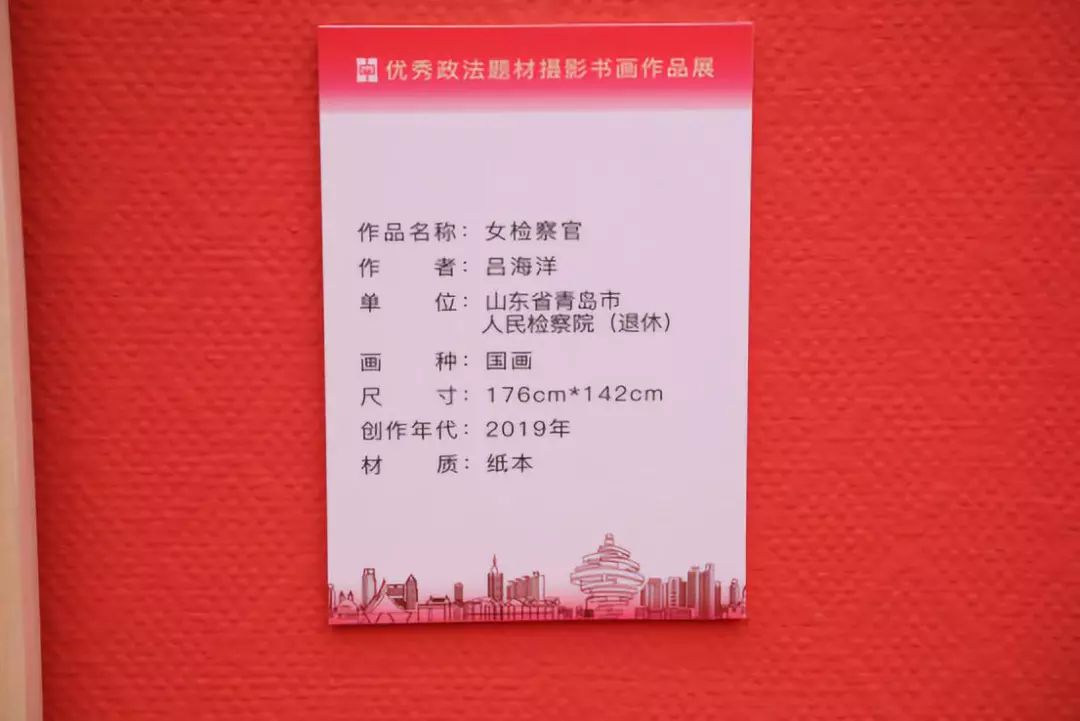 优秀政法题材摄影书画作品展
作品名称：女检察官
作者：吕海洋
单位：山东省青岛市
人民检察院（退休）
画种：国画
尺寸：176cm*142cm
创作年代：2019年
材质：纸本